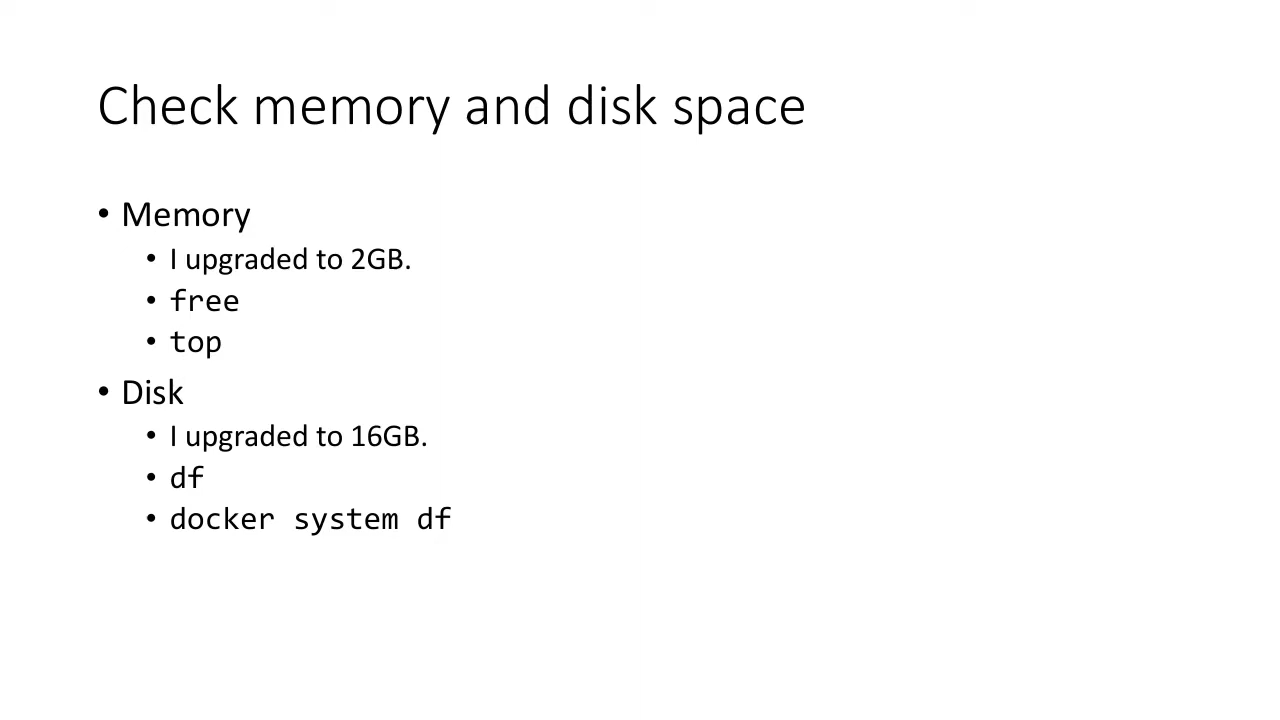 Check memory and disk space
• Memory
• I upgraded to 2GB.
• free
• top
• Disk
• I upgraded to 16GB.
• df
• docker system df